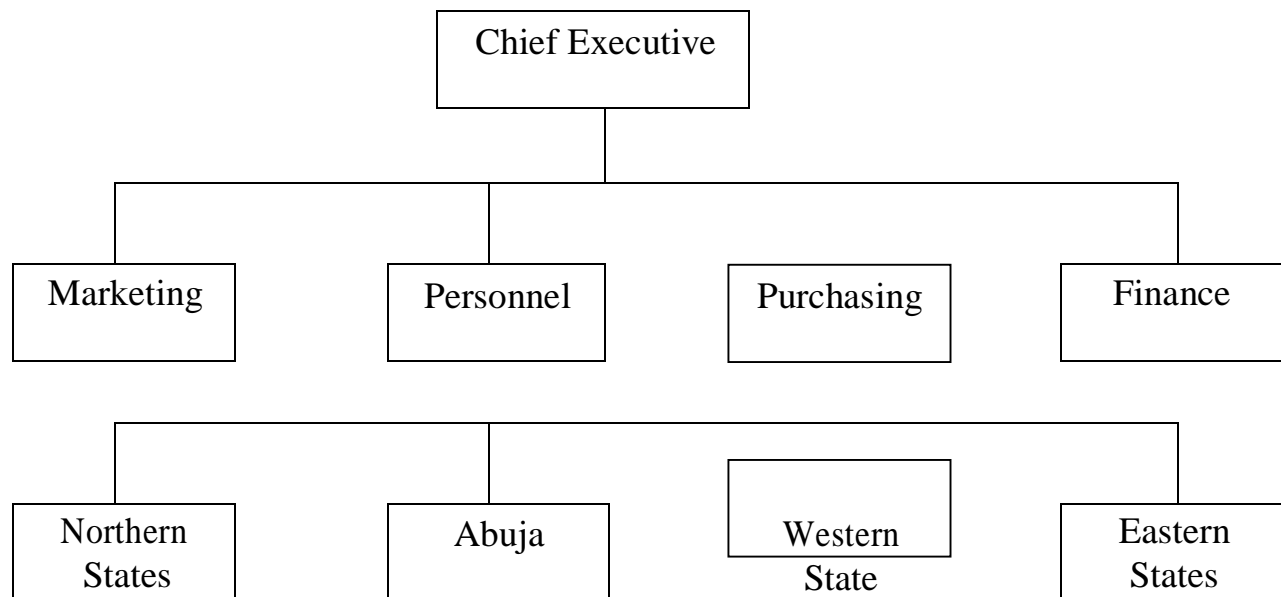 Chief Executive
Marketing
Personnel
Purchasing
Finance
Northern
States
Abuja
Western
State
Eastern
States